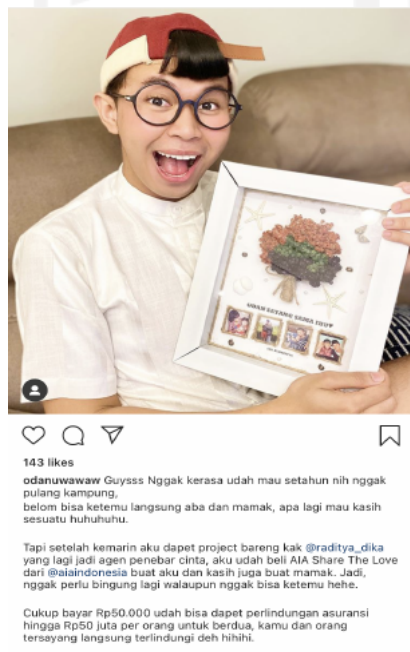 143 likes
odanuwawaw Guysss Nggak kerasa udah mau setahun nih nggak
pulang kampung,
belom bisa ketemu langsung aba dan mamak, apa lagi mau kasih
sesuatu huhuhuhu.
Tapi setelah kemarin aku dapet project bareng kak @raditya_dika
yang lagi jadi agen penebar cinta, aku udah beli AIA Share The Love
dari @aiaindonesia buat aku dan kasih juga buat mamak. Jadi,
nggak perlu bingung lagi walaupun nggak bisa ketemu hehe.
Cukup bayar Rp50.000 udah bisa dapet perlindungan asuransi
hingga Rp50 juta per orang untuk berdua, kamu dan orang
tersayang langsung terlindungi deh hihihi.